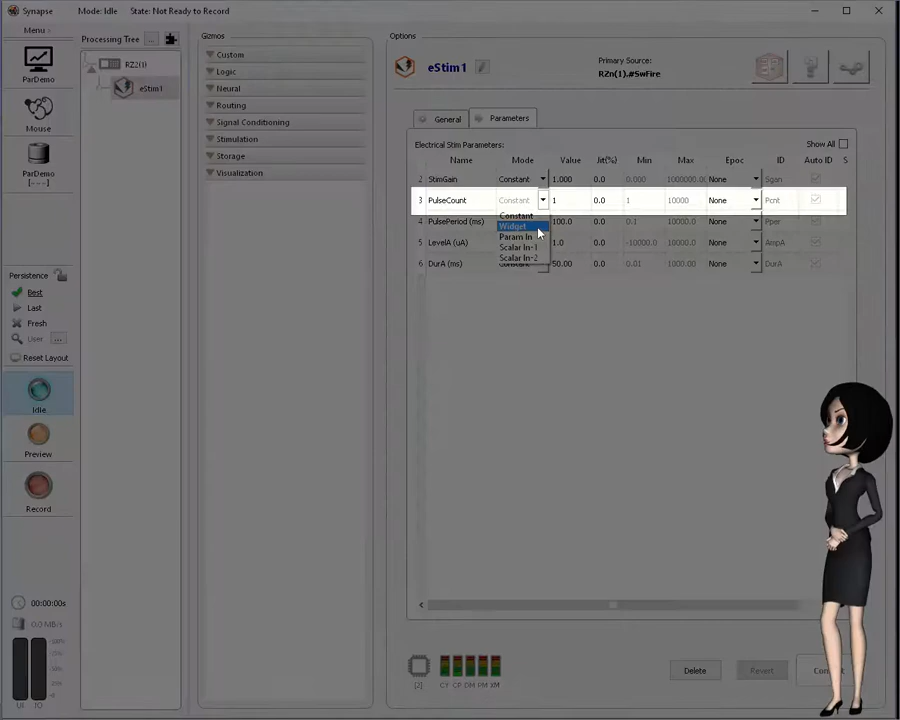 Synapse Mode: Idle State: Not Ready to Record
Menu
Processing Tree ...
Gizmos
Options
ParDemo
RZ2(1)
eStim1
Custom
Logic
Neural
Routing
Signal Conditioning
Stimulation
Storage
Visualization
eStim1
Primary Source:
RZn(1).#SwFire
Mouse
ParDemo
[---]
General Parameters
Electrical Stim Parameters: Show All
Name Mode Value Jit(%) Min Max Epoc ID Auto ID S
2 StimGain Constant 1.000 0.0 0.000 1000000.00 None Sgan
3 PulseCount Constant 1 0.0 1 10000 None Pcnt
4 PulsePeriod (ms) 100.0 0.0 0.1 10000.0 None Pper
5 LevelA (uA) 1.0 0.0 -10000.0 10000.0 None AmpA
6 DurA (ms) 50.00 0.0 0.01 1000.00 None DurA
Constant
Widget
Param In
Scalar In-1
Scalar In-2
Persistence
Best
Last
Fresh
User ...
Reset Layout
Idle
Preview
Record
00:00:00s
0.0 MB/s
UI IO
[2]
CY CP DM PM XM
Delete Revert